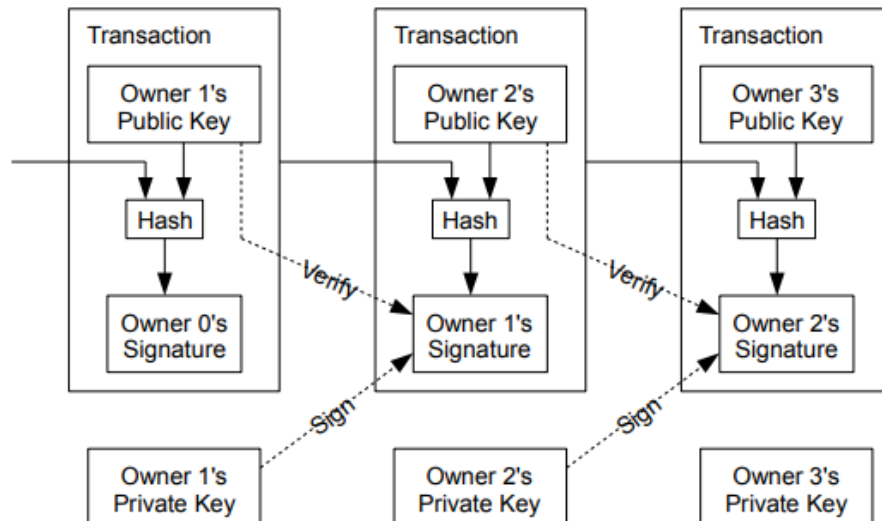 Transaction
Owner 1's
Public Key
Hash
Owner 0's
Signature
Transaction
Owner 2's
Public Key
Hash
Verify
Owner 1's
Signature
Sign
Transaction
Owner 3's
Public Key
Hash
Verify
Owner 2's
Signature
Sign
Owner 1's
Private Key
Owner 2's
Private Key
Owner 3's
Private Key